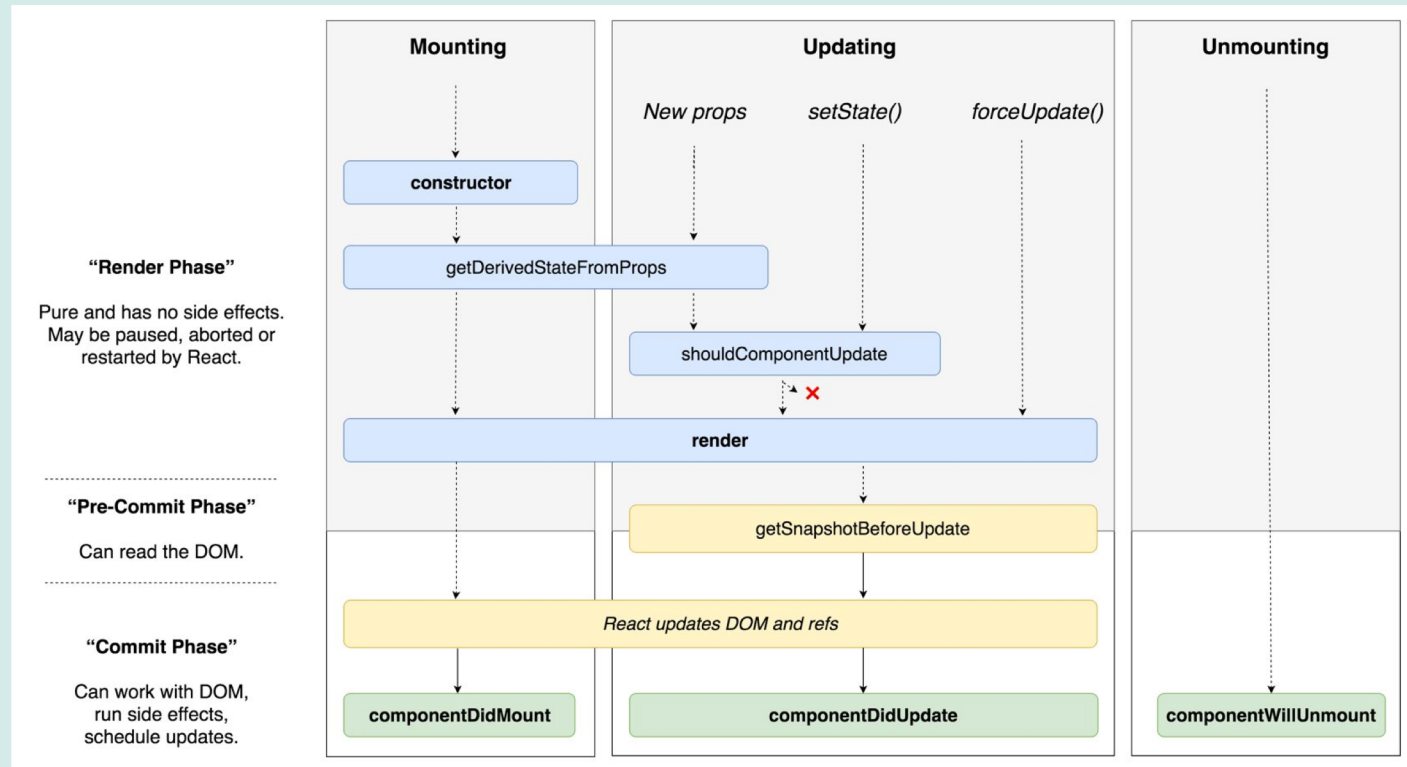 Mounting
Updating
Unmounting
New props
setState()
forceUpdate()
constructor
“Render Phase”
getDerivedStateFromProps
Pure and has no side effects.
May be paused, aborted or
restarted by React.
shouldComponentUpdate
render
“Pre-Commit Phase”
getSnapshotBeforeUpdate
Can read the DOM.
React updates DOM and refs
“Commit Phase”
Can work with DOM,
run side effects,
schedule updates.
componentDidMount
componentDidUpdate
componentWillUnmount